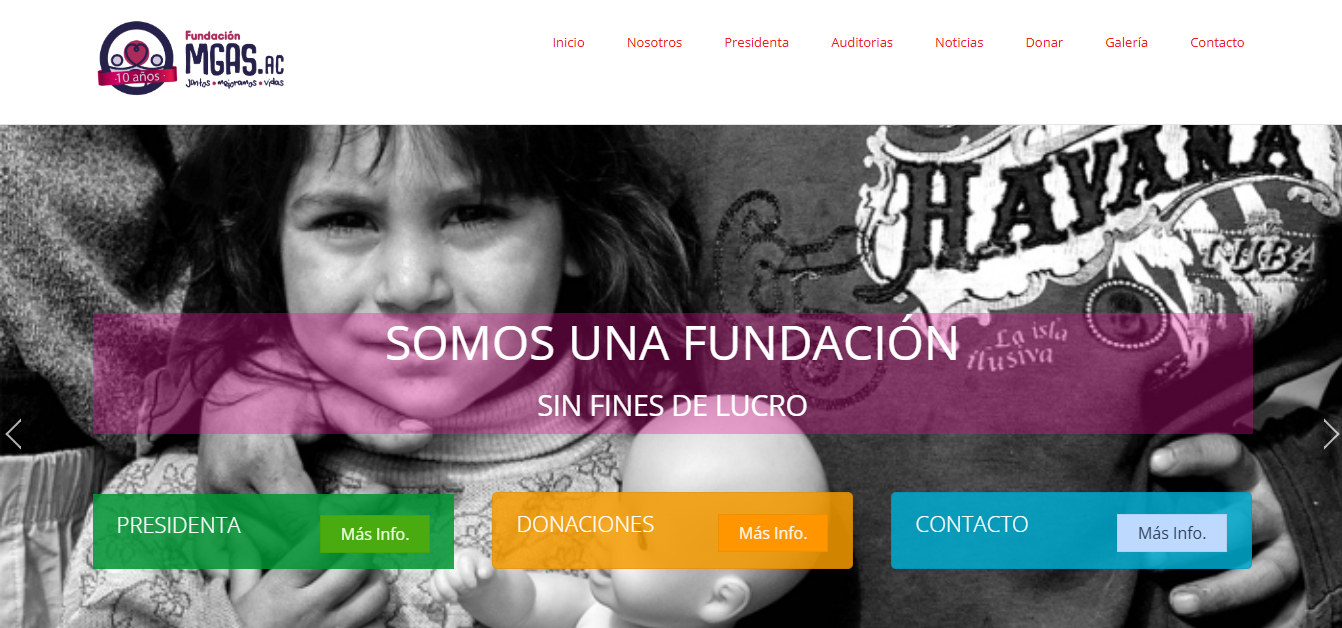 Fundación
MGAS.AC
10 años
Juntos • mejoramos • vidas
Inicio
Nosotros
Presidenta
Auditorias
Noticias
Donar
Galería
Contacto
HAVANA
CUBA
La isla
ilusiva
SOMOS UNA FUNDACIÓN
SIN FINES DE LUCRO
PRESIDENTA
Más Info.
DONACIONES
Más Info.
CONTACTO
Más Info.